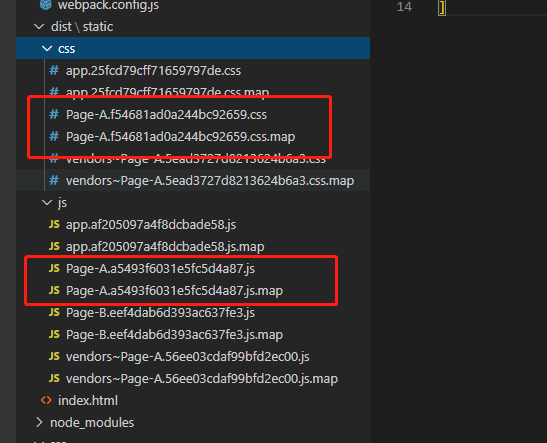 webpack.config.js
14 ]
dist \ static
css
# app.25fcd79cff71659797de.css
# app.25fcd79cff71659797de.css.map
# Page-A.f54681ad0a244bc92659.css
# Page-A.f54681ad0a244bc92659.css.map
# vendors~Page-A.5ead3727d8213624b6a3.css
# vendors~Page-A.5ead3727d8213624b6a3.css.map
js
JS app.af205097a4f8dcbade58.js
JS app.af205097a4f8dcbade58.js.map
JS Page-A.a5493f6031e5fc5d4a87.js
JS Page-A.a5493f6031e5fc5d4a87.js.map
JS Page-B.eef4dab6d393ac637fe3.js
JS Page-B.eef4dab6d393ac637fe3.js.map
JS vendors~Page-A.56ee03cdaf99bfd2ec00.js
JS vendors~Page-A.56ee03cdaf99bfd2ec00.js.map
<> index.html
node_modules